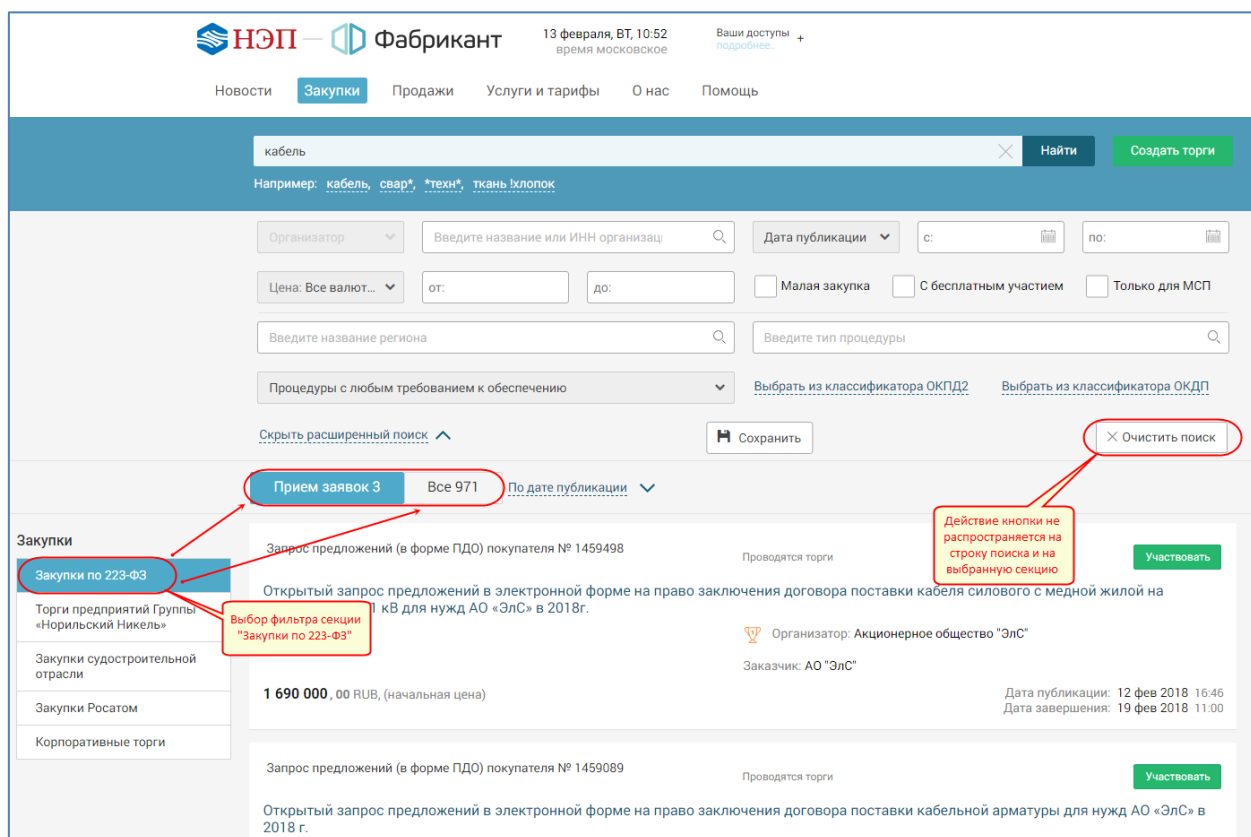 НЭП — Фабрикант
13 февраля, ВТ, 10:52
время московское
Ваши доступы +
подробнее..
Новости Закупки Продажи Услуги и тарифы О нас Помощь
кабель
Найти
Создать торги
Например: кабель, свар*, *техн*, ткань !хлопок
Организатор
Введите название или ИНН организац
Дата публикации
с:
по:
Цена: Все валют...
от:
до:
Малая закупка
С бесплатным участием
Только для МСП
Введите название региона
Введите тип процедуры
Процедуры с любым требованием к обеспечению
Выбрать из классификатора ОКПД2
Выбрать из классификатора ОКДП
Скрыть расширенный поиск
Сохранить
Очистить поиск
Прием заявок 3
Все 971
По дате публикации
Действие кнопки не
распространяется на
строку поиска и на
выбранную секцию
Закупки
Закупки по 223-ФЗ
Торги предприятий Группы
«Норильский Никель»
Закупки судостроительной
отрасли
Закупки Росатом
Корпоративные торги
Выбор фильтра секции
"Закупки по 223-ФЗ"
Запрос предложений (в форме ПДО) покупателя № 1459498
Проводятся торги
Участвовать
Открытый запрос предложений в электронной форме на право заключения договора поставки кабеля силового с медной жилой на
1 кВ для нужд АО «ЭлС» в 2018г.
Организатор: Акционерное общество "ЭлС"
Заказчик: АО "ЭлС"
1 690 000 , 00 RUB, (начальная цена)
Дата публикации: 12 фев 2018 16:46
Дата завершения: 19 фев 2018 11:00
Запрос предложений (в форме ПДО) покупателя № 1459089
Проводятся торги
Участвовать
Открытый запрос предложений в электронной форме на право заключения договора поставки кабельной арматуры для нужд АО «ЭлС» в
2018 г.